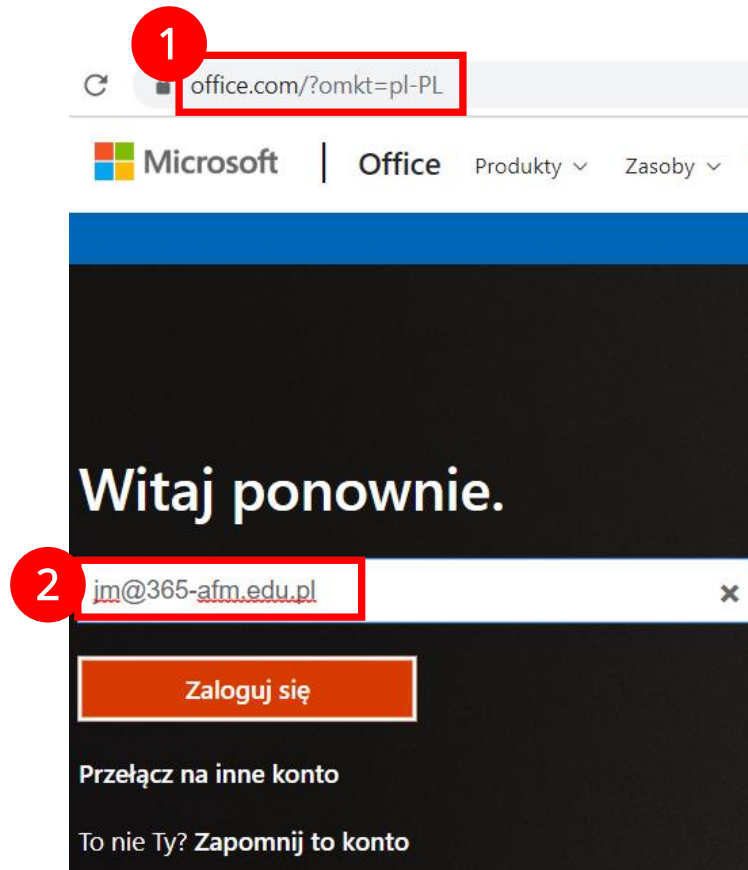 1
office.com/?omkt=pl-PL
Microsoft | Office Produkty Zasoby
Witaj ponownie.
2 jm@365-afm.edu.pl
Zaloguj się
Przełącz na inne konto
To nie Ty? Zapomnij to konto